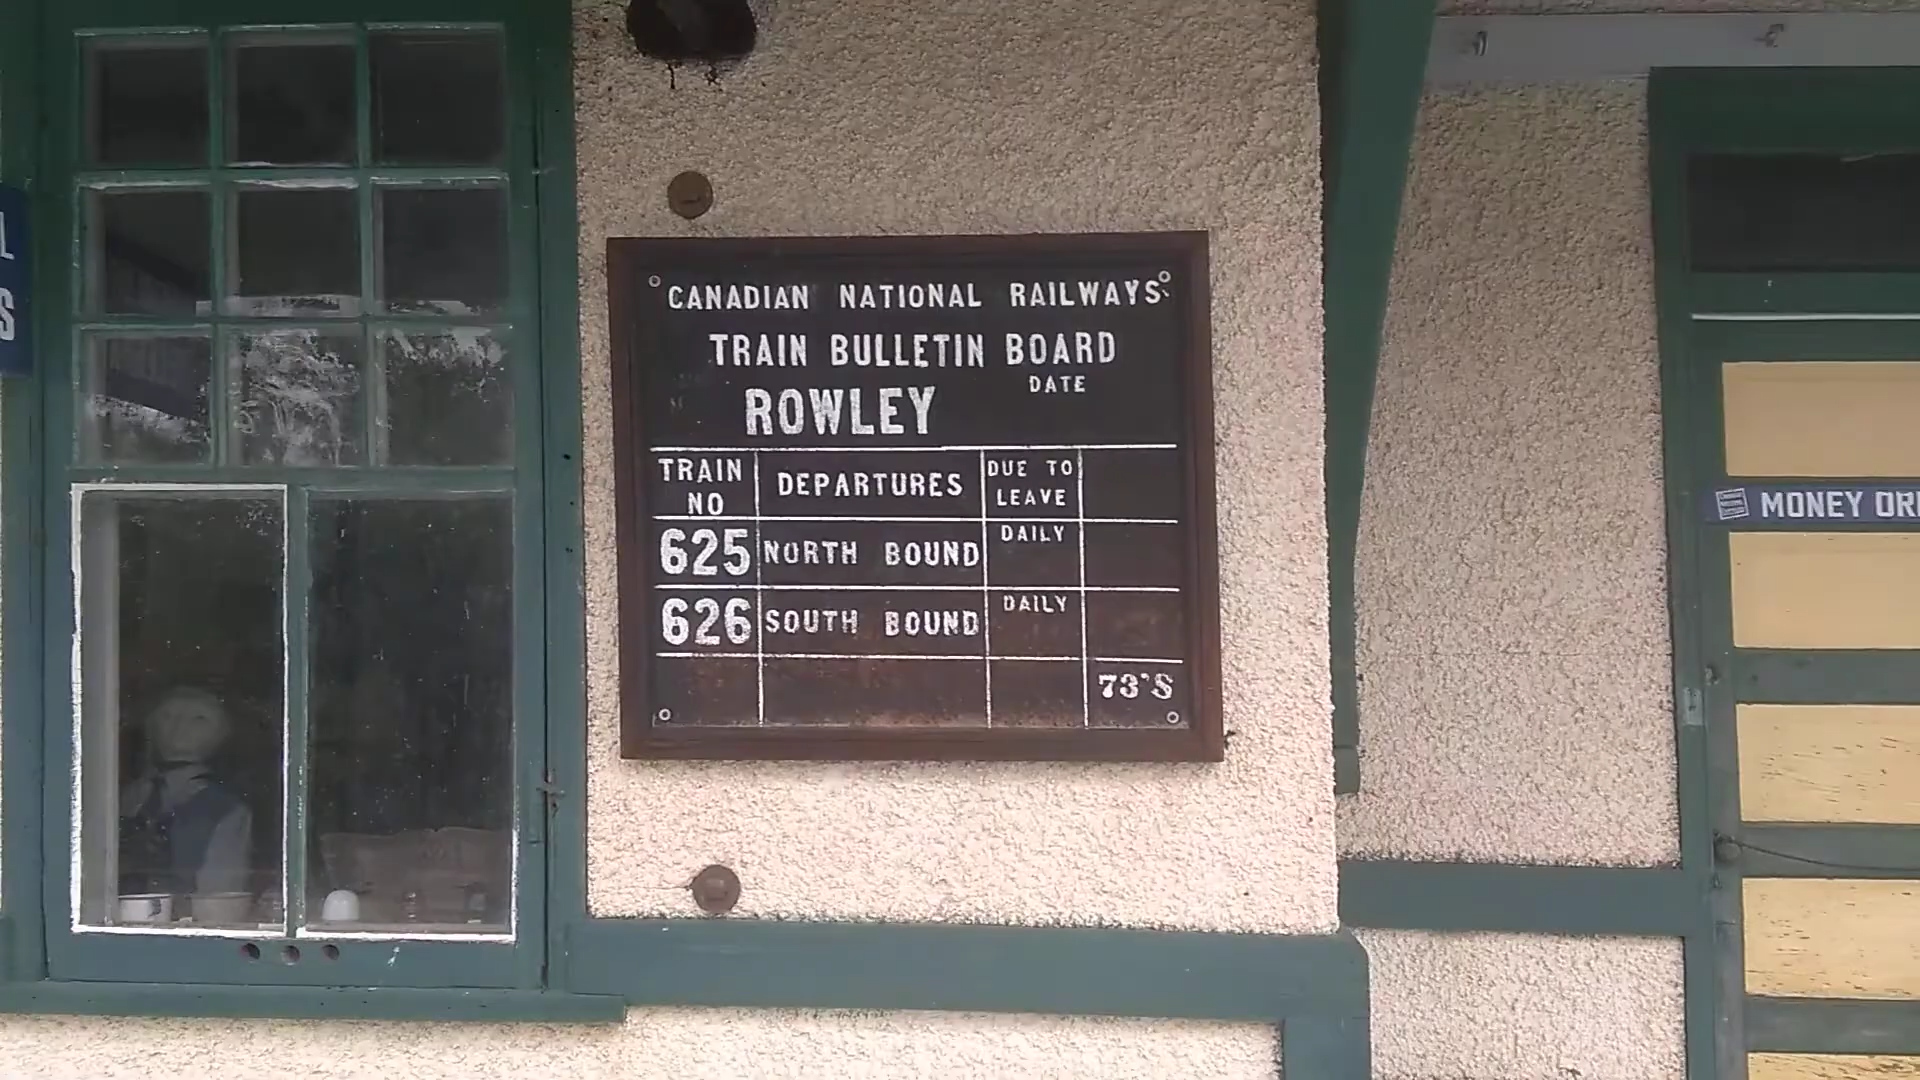 CANADIAN NATIONAL RAILWAYS
TRAIN BULLETIN BOARD
DATE
ROWLEY
TRAIN NO
DEPARTURES
DUE TO LEAVE
625 NORTH BOUND DAILY
626 SOUTH BOUND DAILY
73'S
MONEY OR
L
S